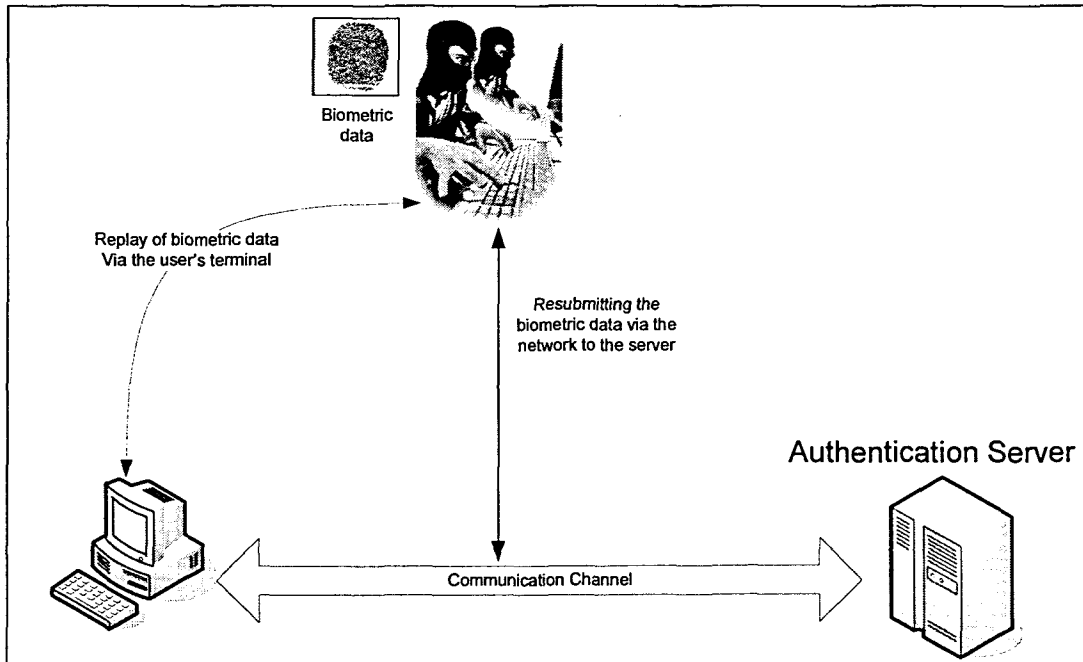 Biometric
data
Replay of biometric data
Via the user's terminal
Resubmitting the
biometric data via the
network to the server
Authentication Server
Communication Channel